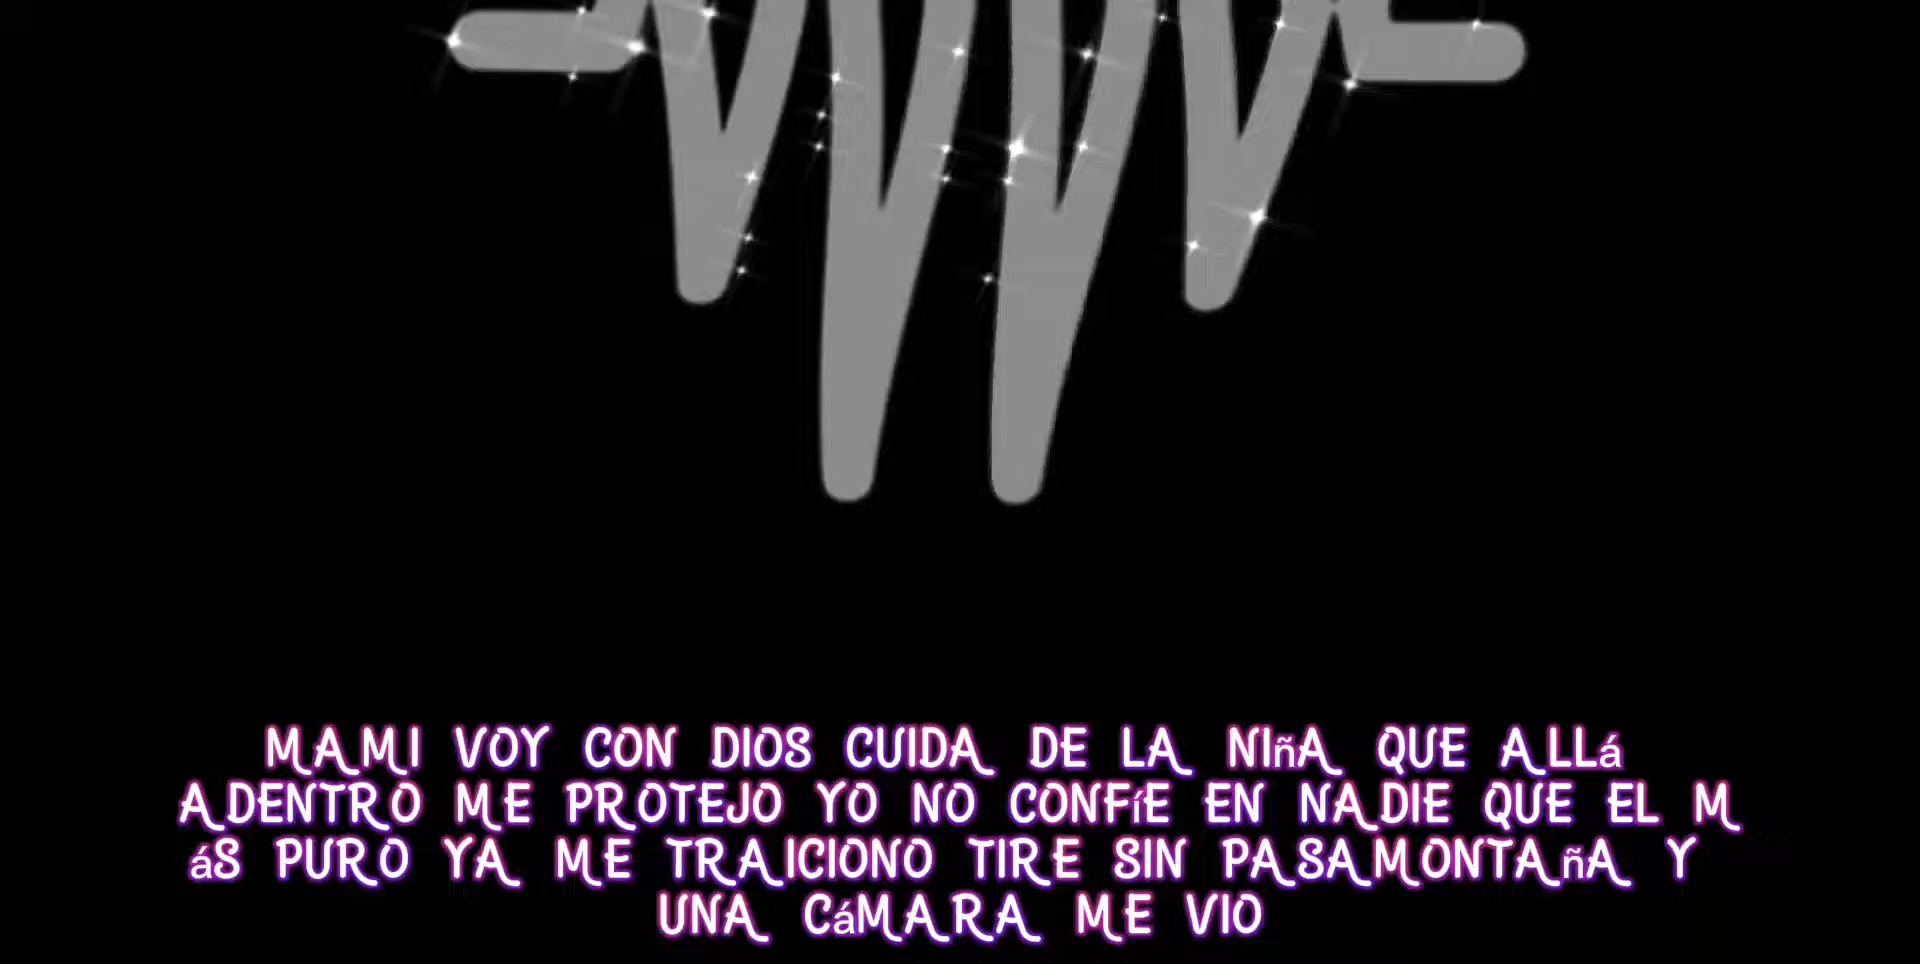 MAMI VOY CON DIOS CUIDA DE LA NIñA QUE ALLá
ADENTRO ME PROTEJO YO NO CONFíE EN NADIE QUE EL M
áS PURO YA ME TRAICIONO TIRE SIN PASAMONTAñA Y
UNA CáMARA ME VIO